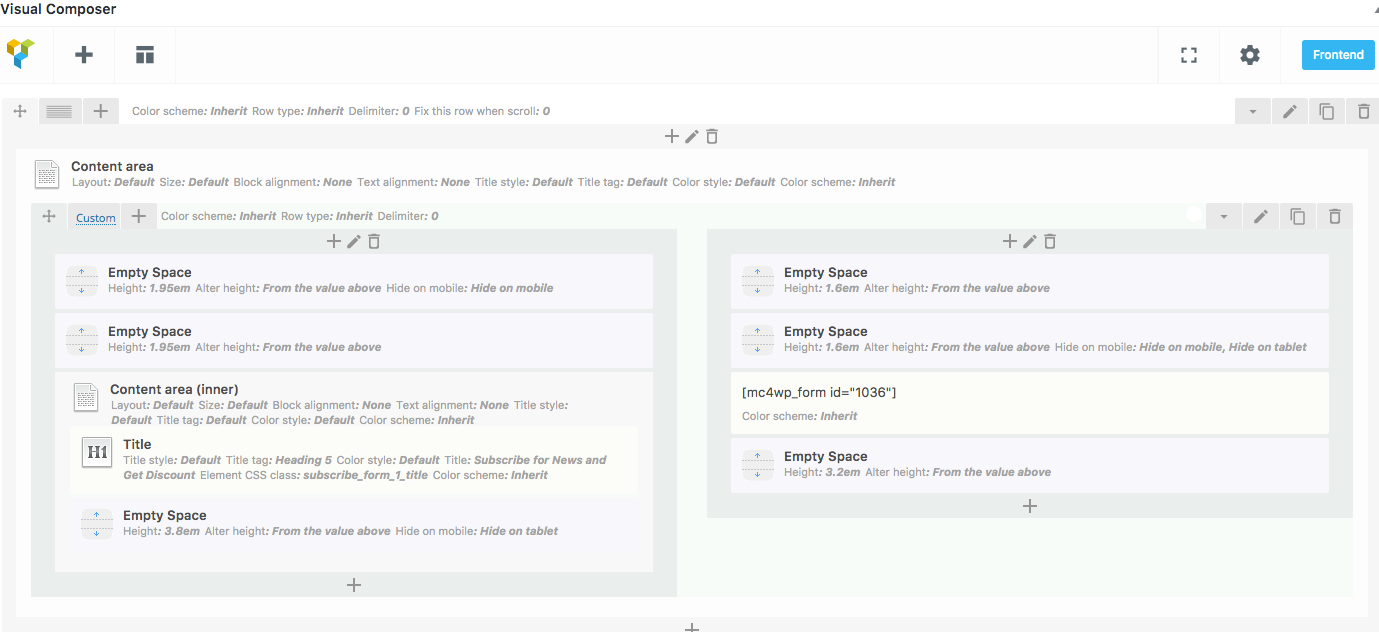 Visual Composer
Frontend
Color scheme: Inherit Row type: Inherit Delimiter: 0 Fix this row when scroll: 0
Content area
Layout: Default Size: Default Block alignment: None Text alignment: None Title style: Default Title tag: Default Color style: Default Color scheme: Inherit
Custom
Color scheme: Inherit Row type: Inherit Delimiter: 0
Empty Space
Height: 1.95em Alter height: From the value above Hide on mobile: Hide on mobile
Empty Space
Height: 1.95em Alter height: From the value above
Content area (inner)
Layout: Default Size: Default Block alignment: None Text alignment: None Title style:
Default Title tag: Default Color style: Default Color scheme: Inherit
H1
Title
Title style: Default Title tag: Heading 5 Color style: Default Title: Subscribe for News and
Get Discount Element CSS class: subscribe_form_1_title Color scheme: Inherit
Empty Space
Height: 3.8em Alter height: From the value above Hide on mobile: Hide on tablet
Empty Space
Height: 1.6em Alter height: From the value above
Empty Space
Height: 1.6em Alter height: From the value above Hide on mobile: Hide on mobile, Hide on tablet
[mc4wp_form id="1036"]
Color scheme: Inherit
Empty Space
Height: 3.2em Alter height: From the value above